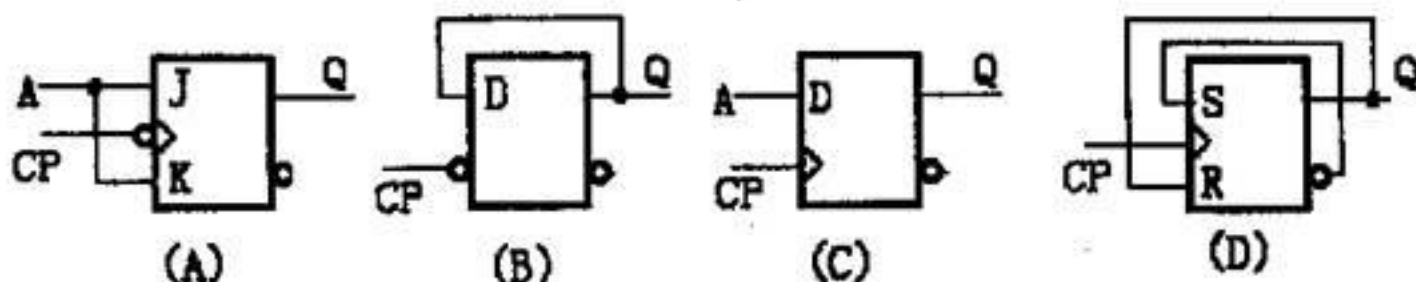 A J Q
CP K
(A)
D Q
CP
(B)
A D Q
CP
(C)
S Q
CP R
(D)